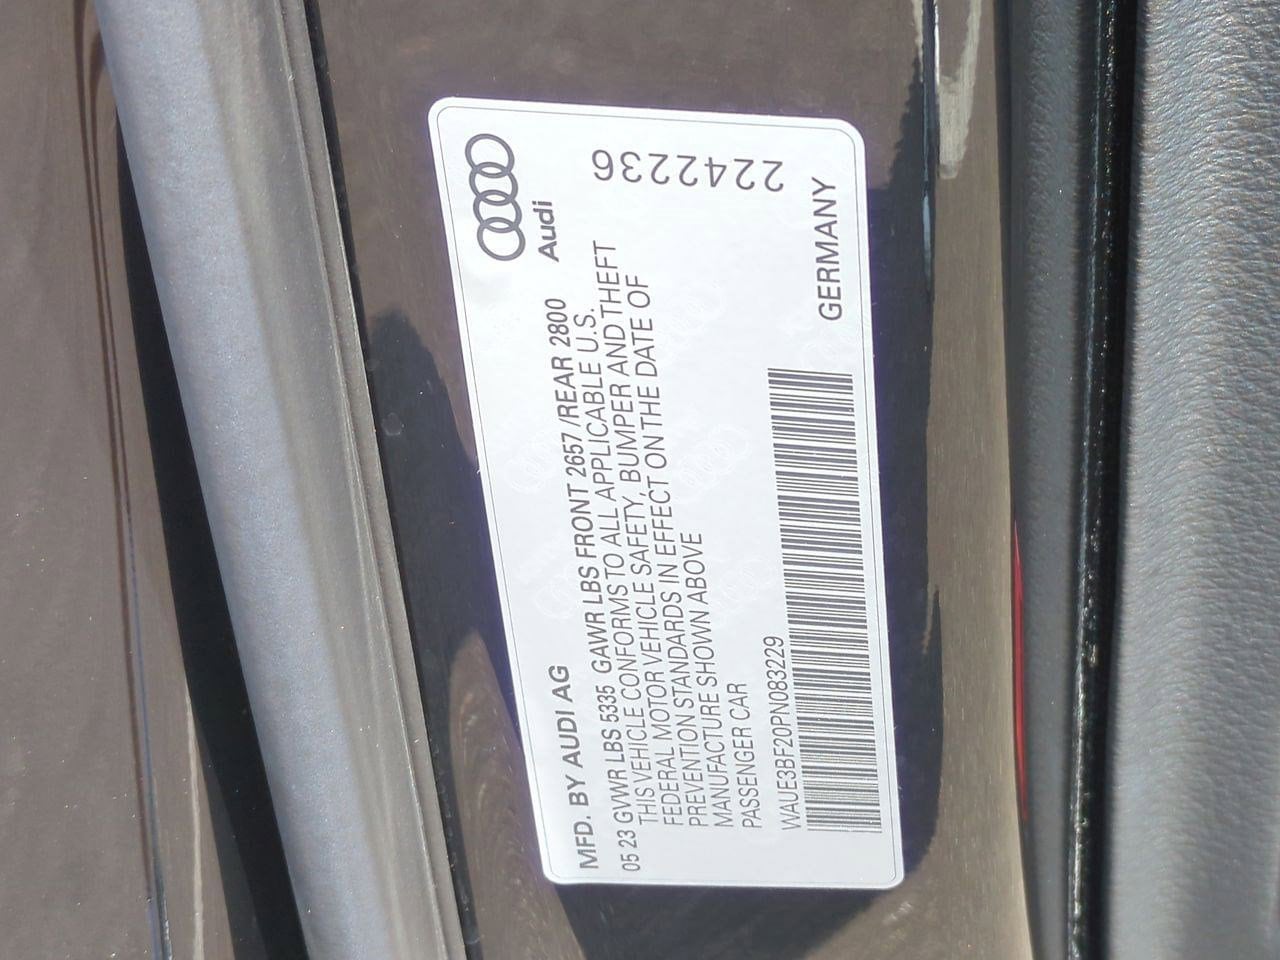 Audi
MFD. BY AUDI AG
05 23 GVWR LBS 5335 GAWR LBS FRONT 2657 /REAR 2800
THIS VEHICLE CONFORMS TO ALL APPLICABLE U.S.
FEDERAL MOTOR VEHICLE SAFETY, BUMPER AND THEFT
PREVENTION STANDARDS IN EFFECT ON THE DATE OF
MANUFACTURE SHOWN ABOVE
PASSENGER CAR
WAUE3BF20PN083229
GERMANY
2242236